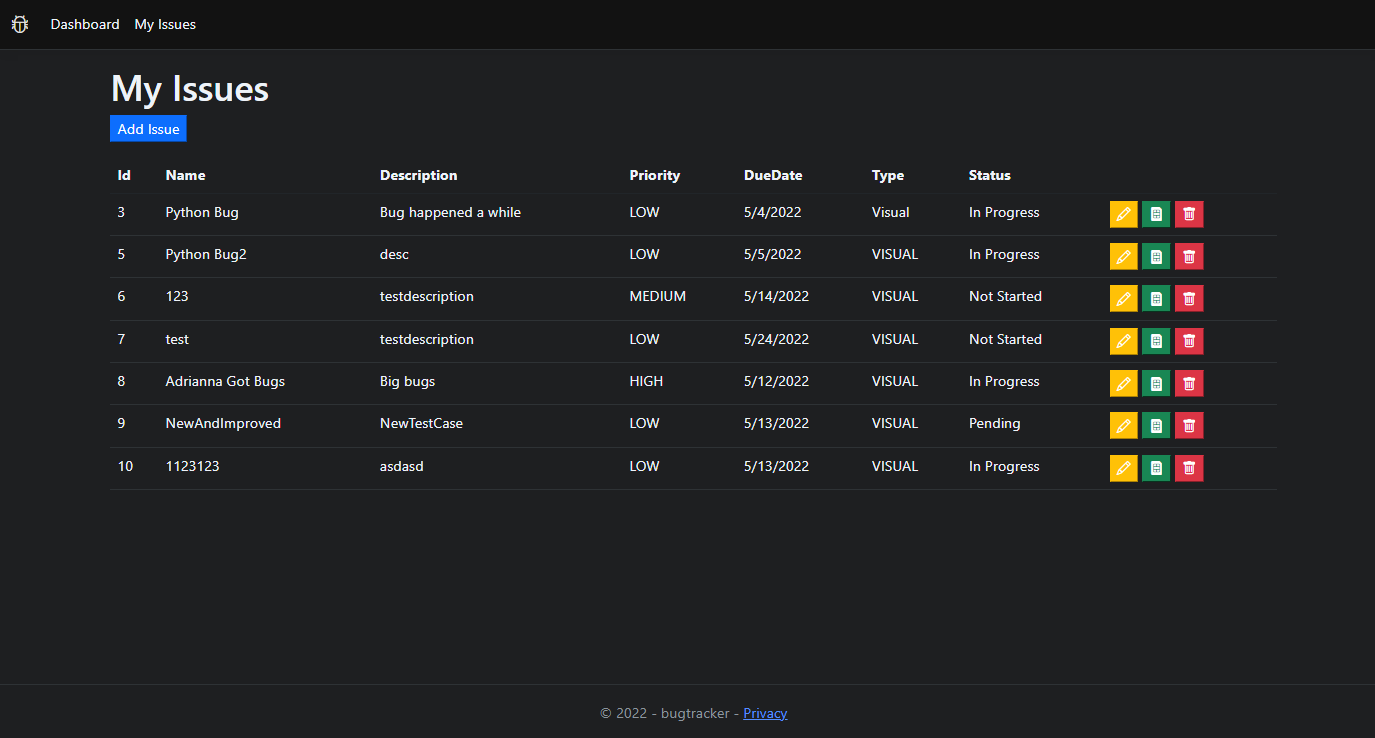 Dashboard My Issues
My Issues
Add Issue
Id Name Description Priority DueDate Type Status
3 Python Bug Bug happened a while LOW 5/4/2022 Visual In Progress
5 Python Bug2 desc LOW 5/5/2022 VISUAL In Progress
6 123 testdescription MEDIUM 5/14/2022 VISUAL Not Started
7 test testdescription LOW 5/24/2022 VISUAL Not Started
8 Adrianna Got Bugs Big bugs HIGH 5/12/2022 VISUAL In Progress
9 NewAndImproved NewTestCase LOW 5/13/2022 VISUAL Pending
10 1123123 asdasd LOW 5/13/2022 VISUAL In Progress
© 2022 - bugtracker - Privacy